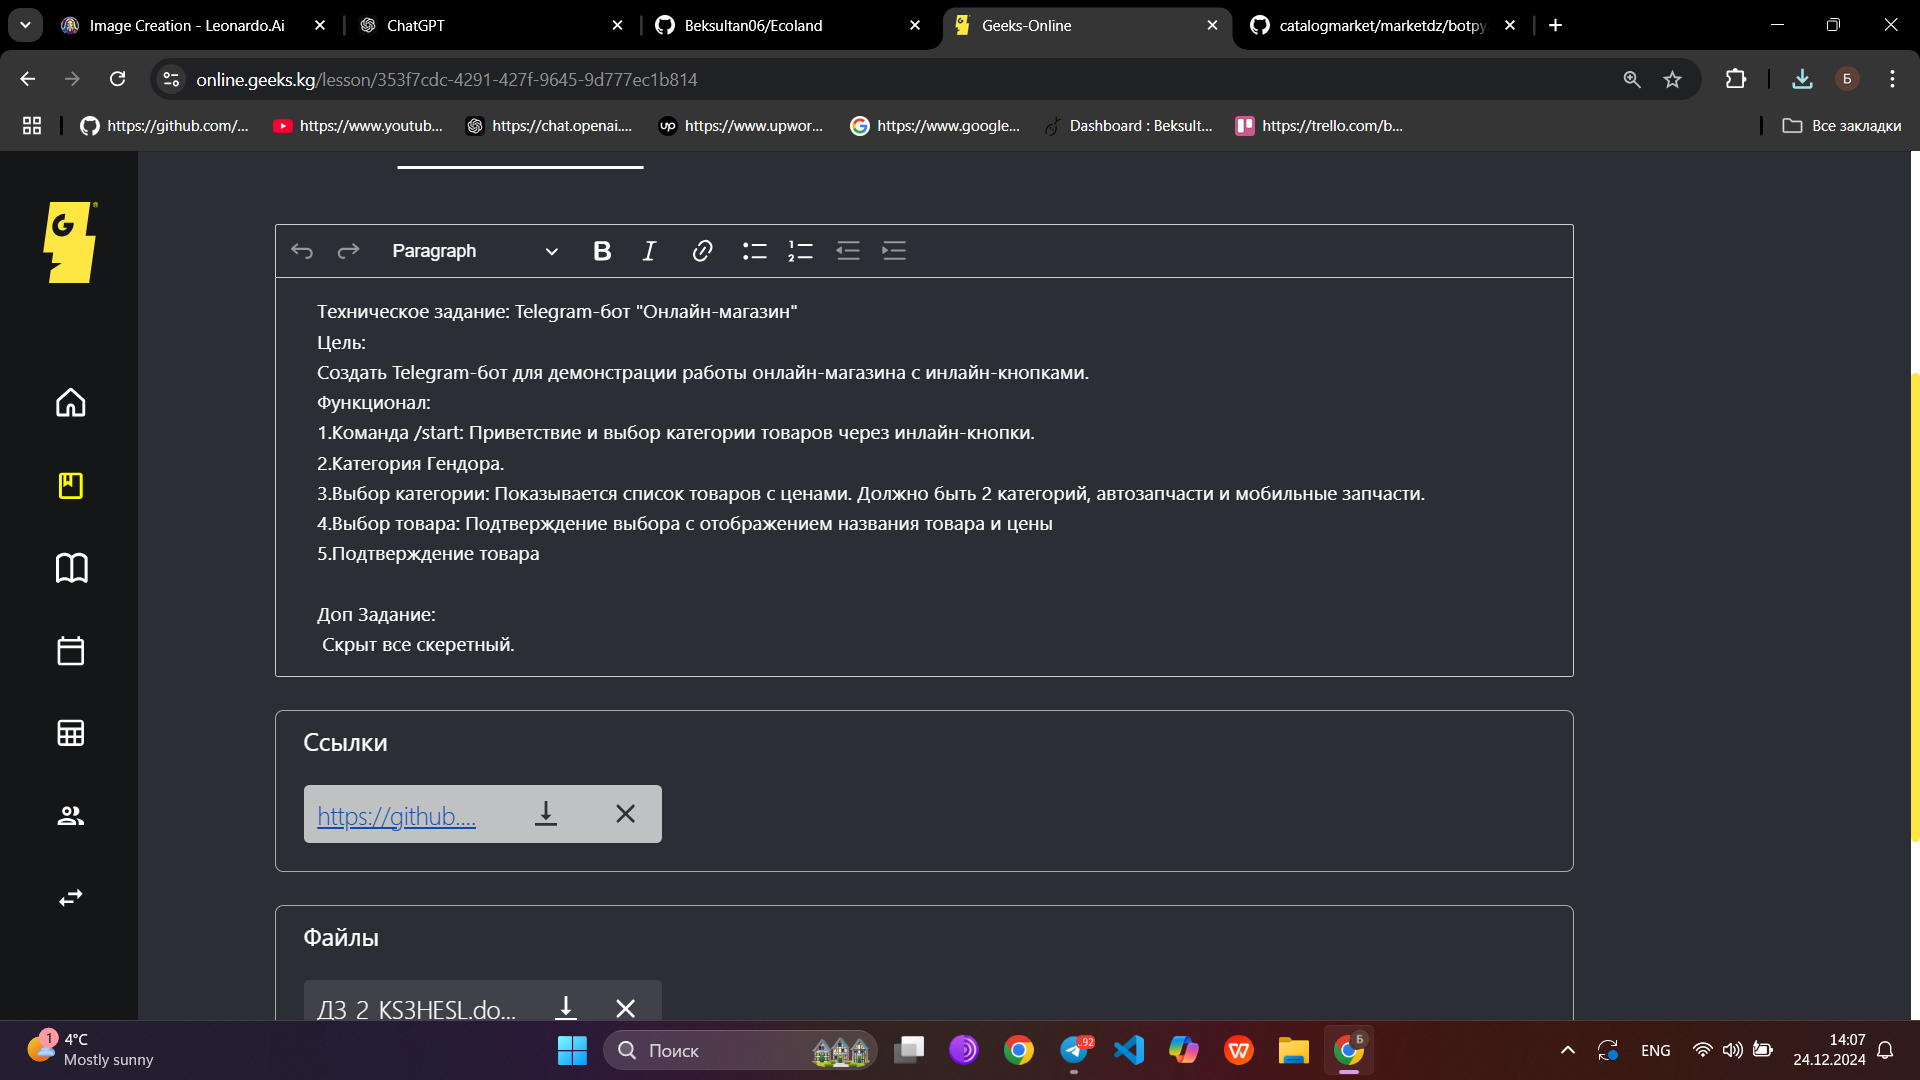 Image Creation - Leonardo.Ai
ChatGPT
Beksultan06/Ecoland
Geeks-Online
catalogmarket/marketdz/botpy
online.geeks.kg/lesson/353f7cdc-4291-427f-9645-9d777ec1b814
Б
https://github.com/...
https://www.youtub...
https://chat.openai....
up
https://www.upwor...
https://www.google...
Dashboard : Beksult...
https://trello.com/b...
Все закладки
G
Paragraph
B
I
Техническое задание: Telegram-бот "Онлайн-магазин"
Цель:
Создать Telegram-бот для демонстрации работы онлайн-магазина с инлайн-кнопками.
Функционал:
1.Команда /start: Приветствие и выбор категории товаров через инлайн-кнопки.
2.Категория Гендора.
3.Выбор категории: Показывается список товаров с ценами. Должно быть 2 категорий, автозапчасти и мобильные запчасти.
4.Выбор товара: Подтверждение выбора с отображением названия товара и цены
5.Подтверждение товара
Доп Задание:
Скрыт все скеретный.
Ссылки
https://github....
Файлы
ДЗ_2_KS3HESL.do...
1
4°C
Mostly sunny
Поиск
..92
Б
ENG
14:07
24.12.2024